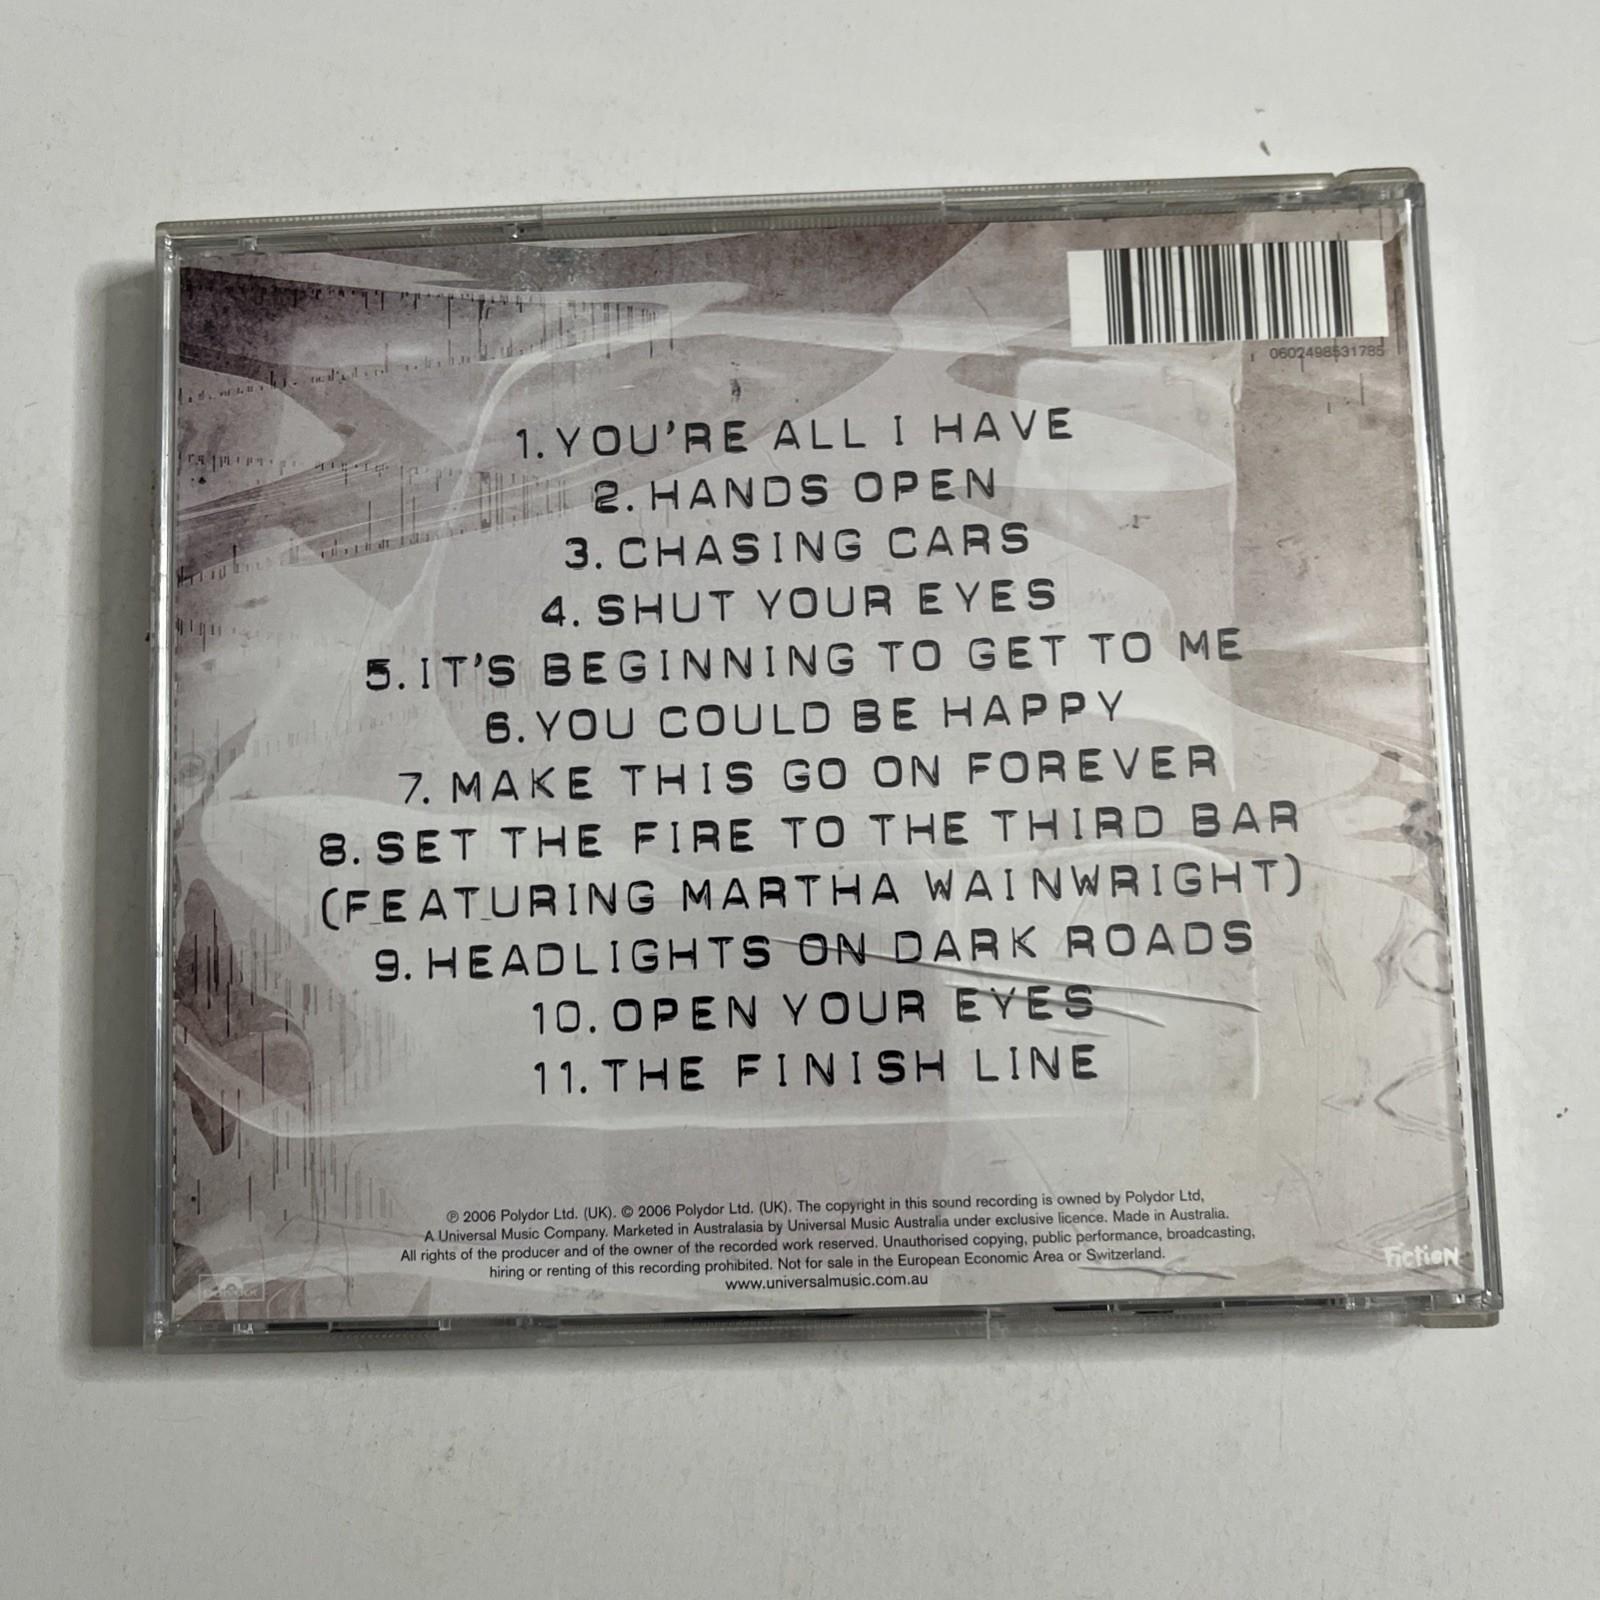 0602498531785
1. YOU'RE ALL I HAVE
2. HANDS OPEN
3. CHASING CARS
4. SHUT YOUR EYES
5. IT'S BEGINNING TO GET TO ME
6. YOU COULD BE HAPPY
7. MAKE THIS GO ON FOREVER
8. SET THE FIRE TO THE THIRD BAR
(FEATURING MARTHA WAINWRIGHT)
9. HEADLIGHTS ON DARK ROADS
10. OPEN YOUR EYES
11. THE FINISH LINE
℗ 2006 Polydor Ltd. (UK). © 2006 Polydor Ltd. (UK). The copyright in this sound recording is owned by Polydor Ltd,
A Universal Music Company. Marketed in Australasia by Universal Music Australia under exclusive licence. Made in Australia.
All rights of the producer and of the owner of the recorded work reserved. Unauthorised copying, public performance, broadcasting,
hiring or renting of this recording prohibited. Not for sale in the European Economic Area or Switzerland.
www.universalmusic.com.au
Fiction